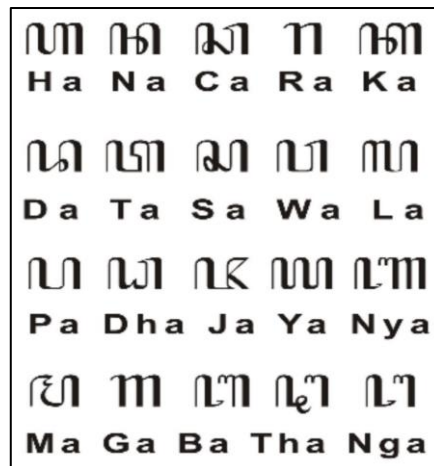 ꦲ ꦤ ꦕ ꦫ ꦏ
Ha Na Ca Ra Ka
ꦢ ꦠ ꦱ ꦮ ꦭ
Da Ta Sa Wa La
ꦥ ꦝ ꦗ ꦪ ꦚ
Pa Dha Ja Ya Nya
ꦩ ꦒ ꦧ ꦛ ꦔ
Ma Ga Ba Tha Nga